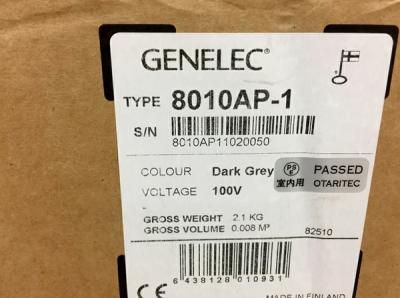 GENELEC®
TYPE 8010AP-1
S/N
8010AP11020050
COLOUR Dark Grey
VOLTAGE 100V
PS E 室内用 PASSED OTARITEC
GROSS WEIGHT 2.1 KG
GROSS VOLUME 0.008 M³
82510
6 438128 010931
CE MADE IN FINLAND